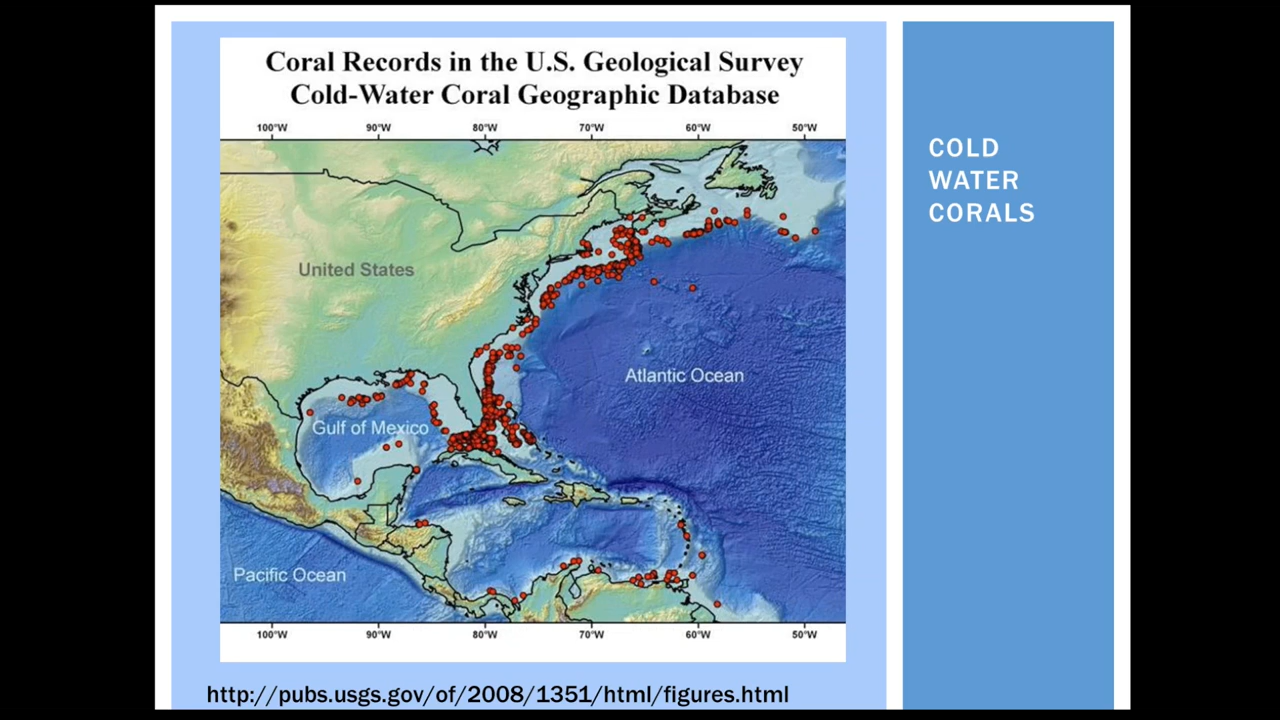 Coral Records in the U.S. Geological Survey
Cold-Water Coral Geographic Database
100°W 90°W 80°W 70°W 60°W 50°W
United States
Atlantic Ocean
Gulf of Mexico
Pacific Ocean
100°W 90°W 80°W 70°W 60°W 50°W
http://pubs.usgs.gov/of/2008/1351/html/figures.html
COLD
WATER
CORALS